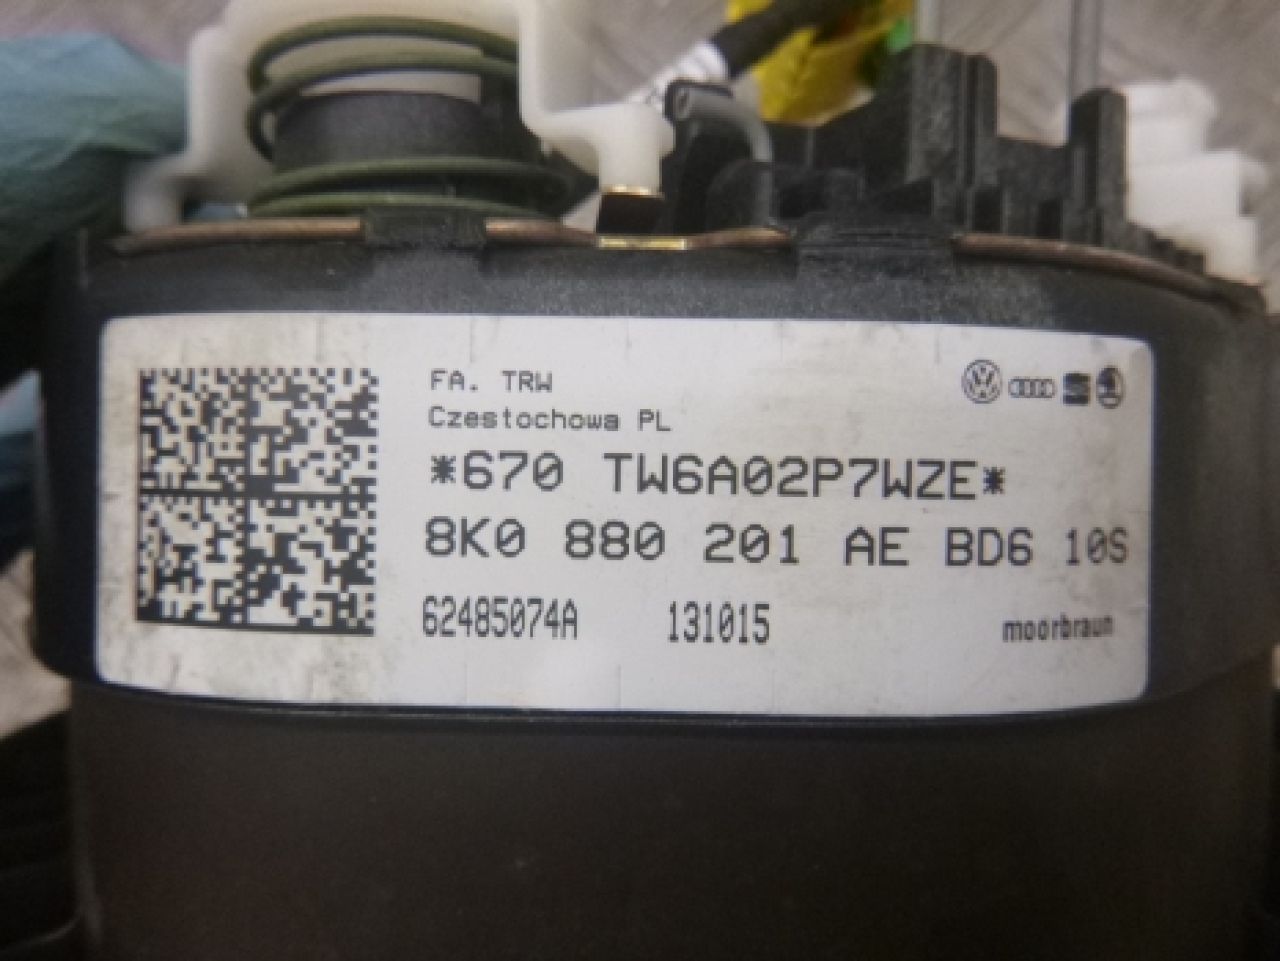 FA. TRW
Czestochowa PL
*670 TW6A02P7WZE*
8K0 880 201 AE BD6 10S
62485074A 131015 moorbraun